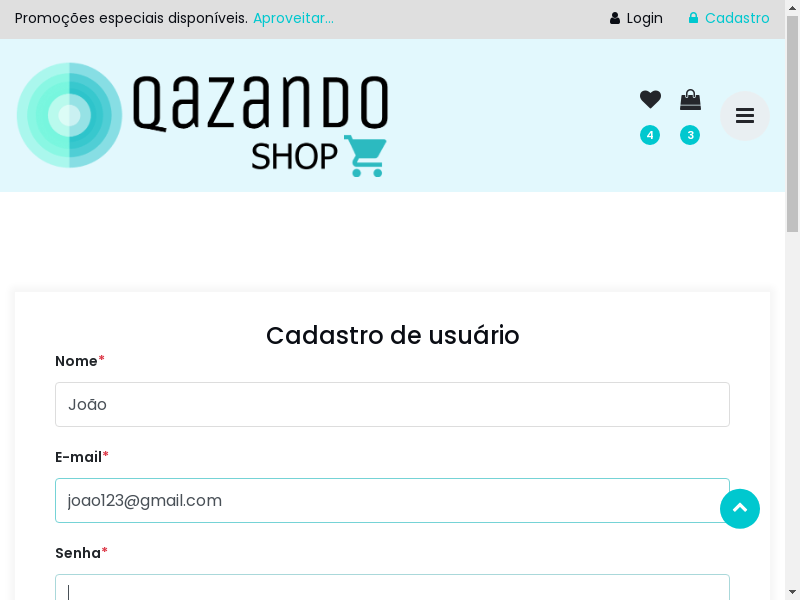 Promoções especiais disponíveis. Aproveitar...
Login
Cadastro
QAZANDO
SHOP
4
3
Cadastro de usuário
Nome*
João
E-mail*
joao123@gmail.com
Senha*